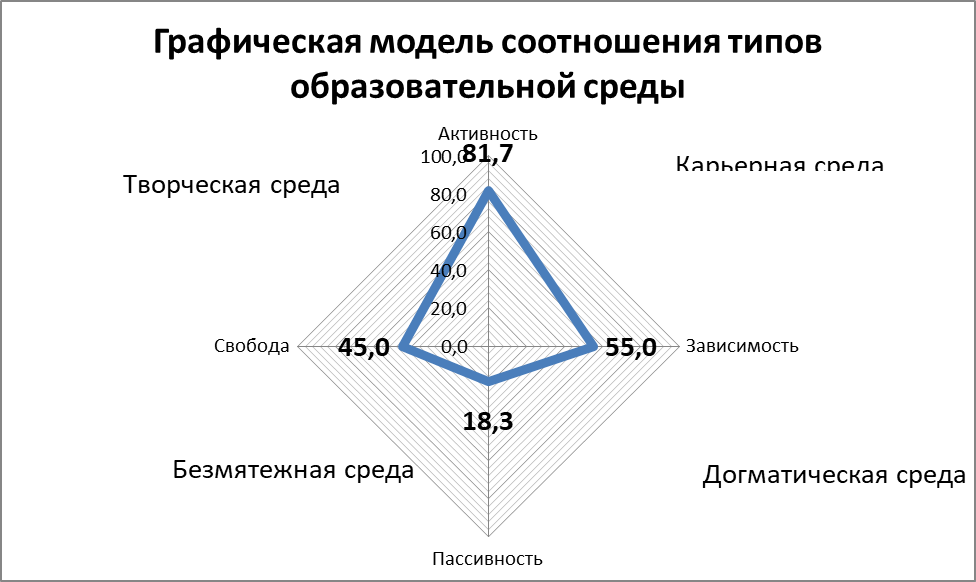 Графическая модель соотношения типов
образовательной среды
Активность
81,7
100,0
Карьерная среда
Творческая среда
80,0
60,0
40,0
20,0
Свобода
45,0
0,0
55,0
Зависимость
18,3
Безмятежная среда
Догматическая среда
Пассивность